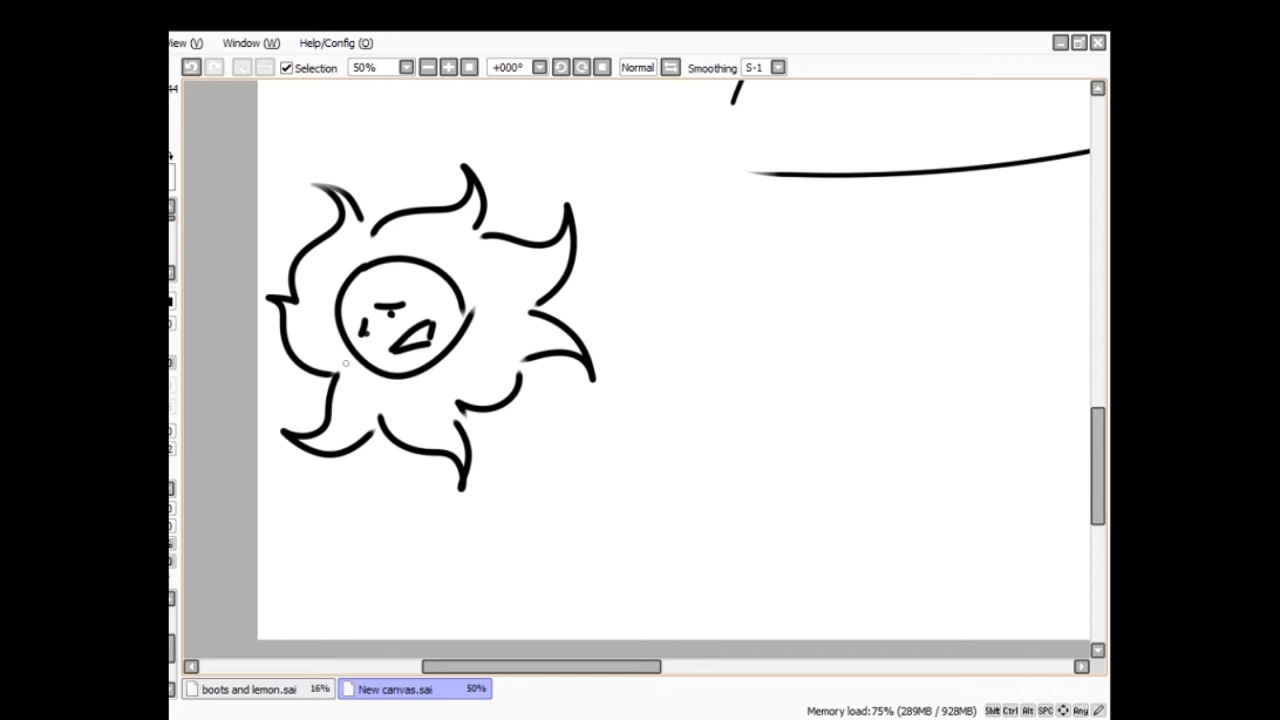 View (V) Window (W) Help/Config (O)
Selection 50% +000° Normal Smoothing S-1
boots and lemon.sai 16% New canvas.sai 50%
Memory load: 75% (289MB / 928MB) Shift Ctrl Alt SPC Any